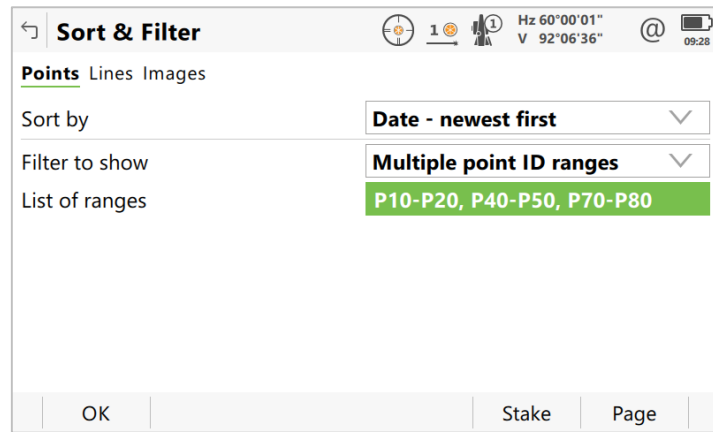 Sort & Filter
1
1
Hz 60°00'01"
V 92°06'36"
@
09:28
Points Lines Images
Sort by
Date - newest first
Filter to show
Multiple point ID ranges
List of ranges
P10-P20, P40-P50, P70-P80
OK
Stake
Page